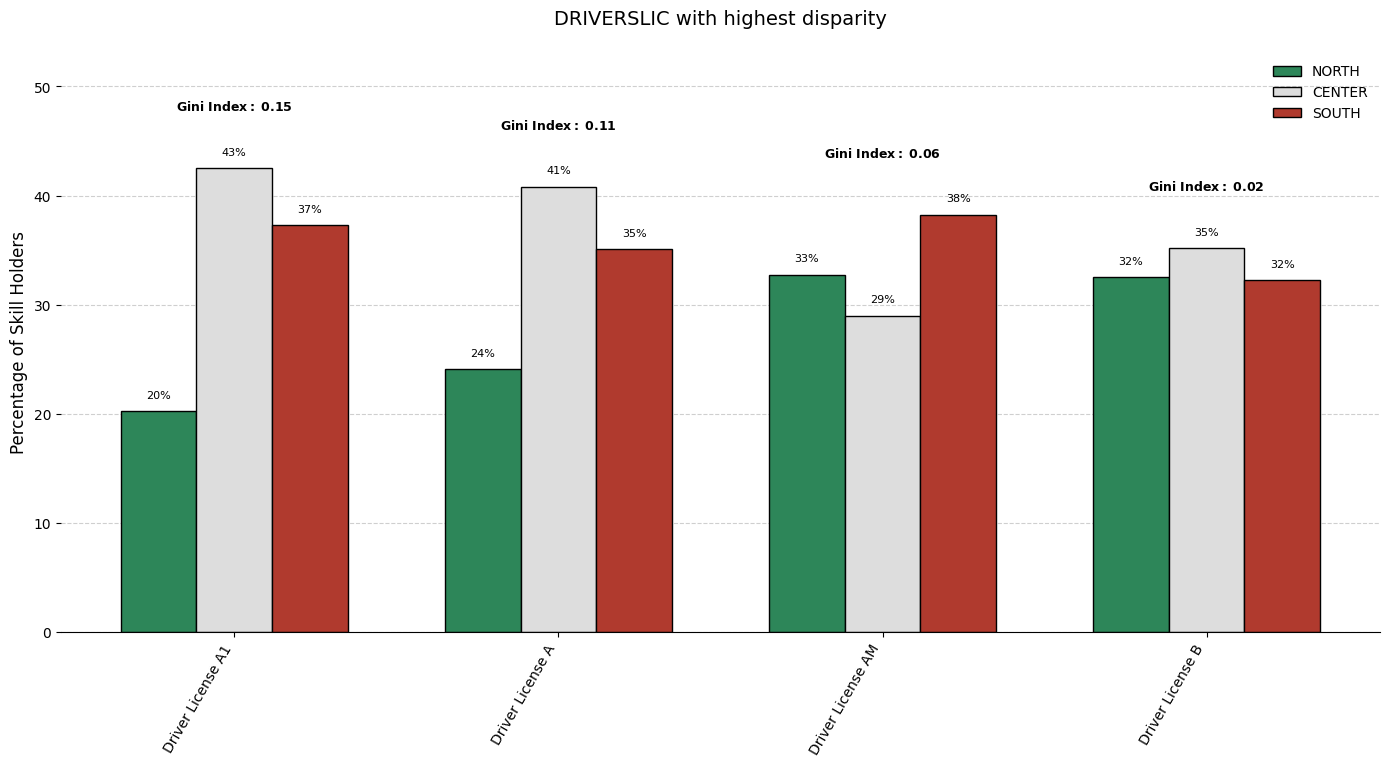 DRIVERSLIC with highest disparity
NORTH
CENTER
SOUTH
Percentage of Skill Holders
50
40
30
20
10
0
Gini Index: 0.15
20%
43%
37%
Gini Index: 0.11
24%
41%
35%
Gini Index: 0.06
33%
29%
38%
Gini Index: 0.02
32%
35%
32%
Driver License A1
Driver License A
Driver License AM
Driver License B